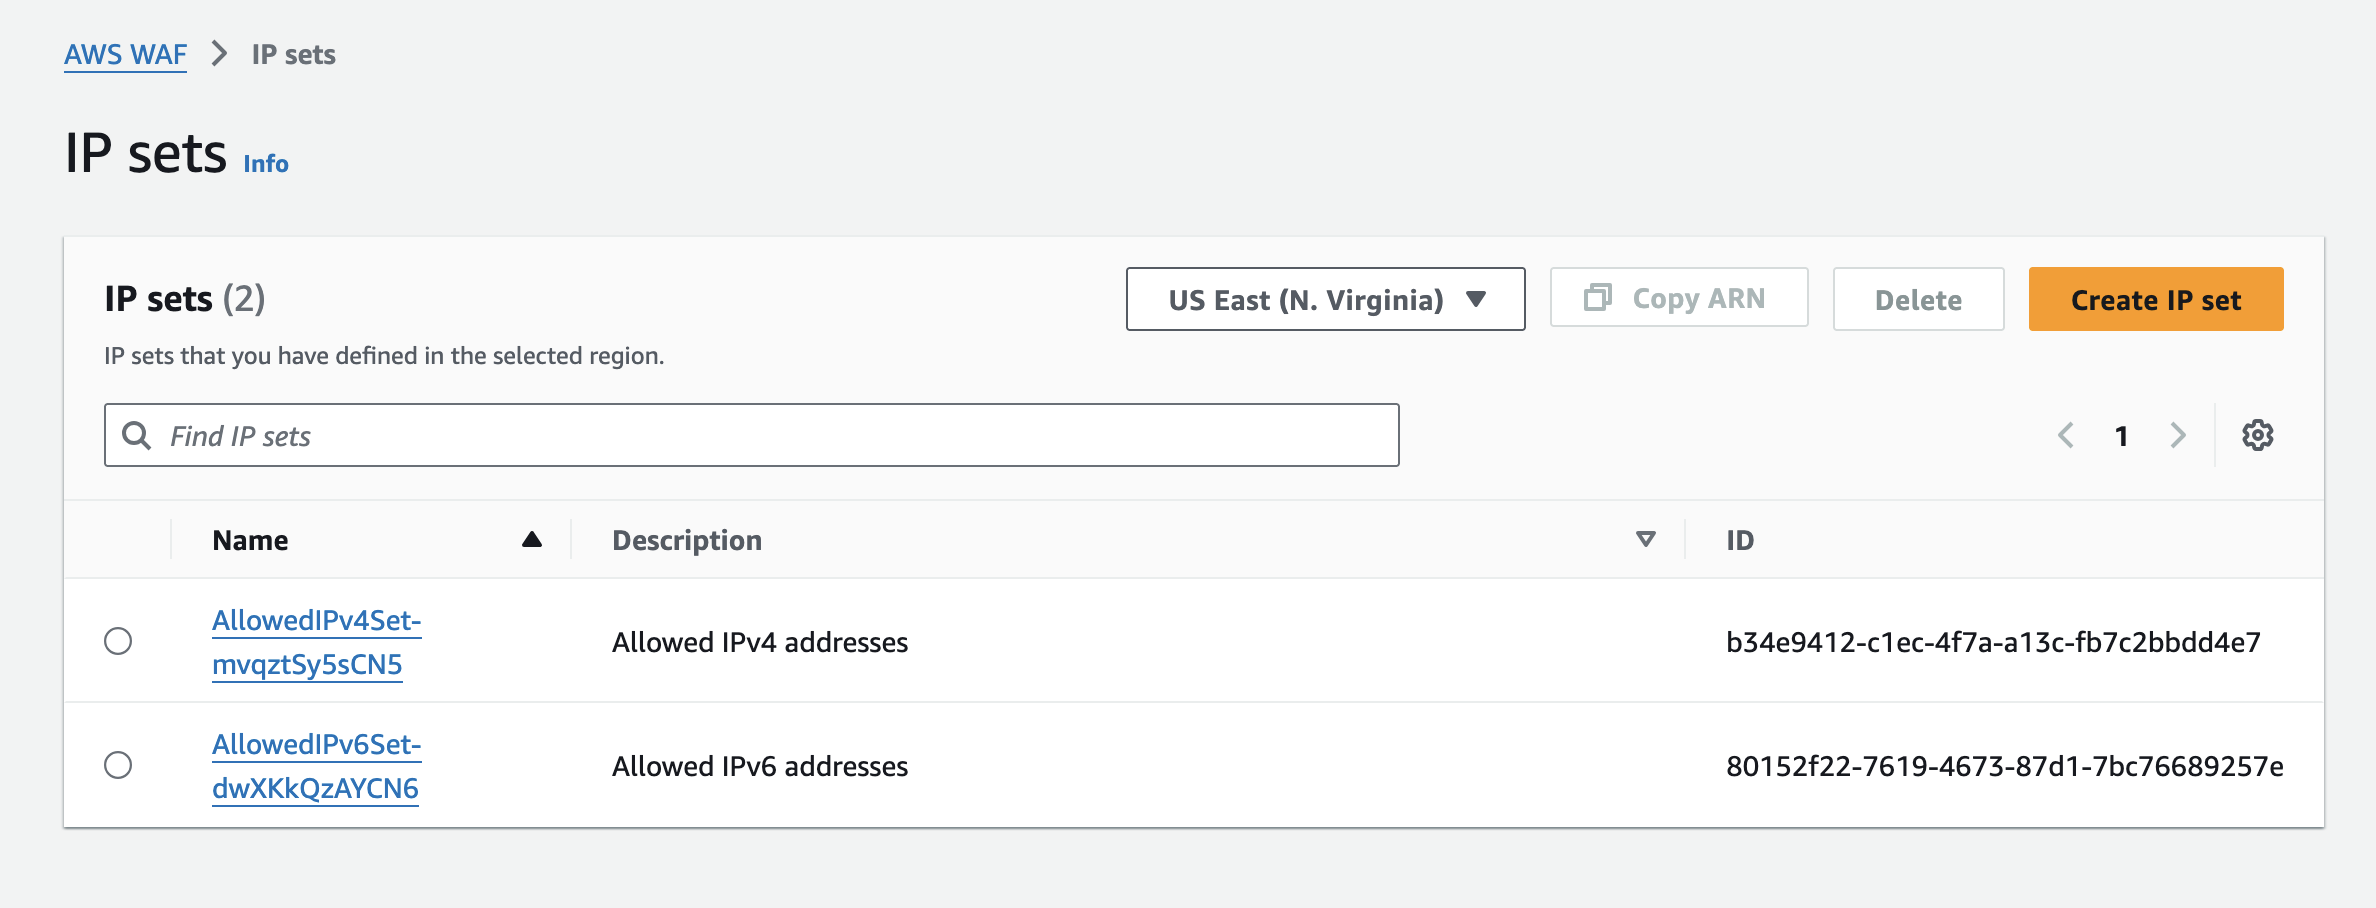 AWS WAF > IP sets
IP sets Info
IP sets (2)
US East (N. Virginia) ▼
Copy ARN
Delete
Create IP set
IP sets that you have defined in the selected region.
Find IP sets
1
Name
Description
ID
AllowedIPv4Set-
mvqztSy5sCN5
Allowed IPv4 addresses
b34e9412-c1ec-4f7a-a13c-fb7c2bbdd4e7
AllowedIPv6Set-
dwXKkQzAYCN6
Allowed IPv6 addresses
80152f22-7619-4673-87d1-7bc76689257e